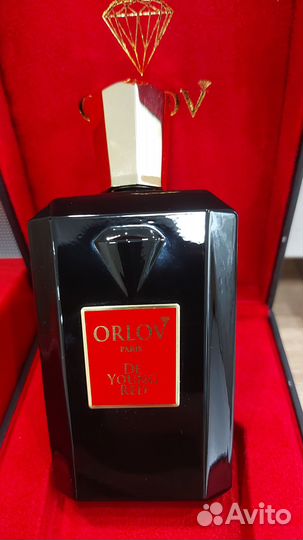 ORLOV
PARIS
DE
YOUNG
RED
Avito